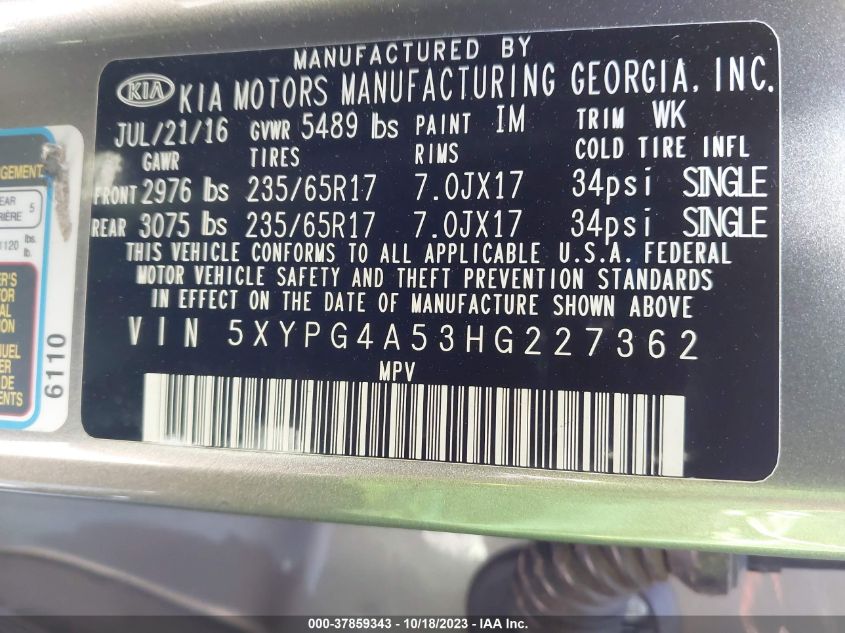 MANUFACTURED BY
KIA KIA MOTORS MANUFACTURING GEORGIA, INC.
JUL/21/16 GVWR 5489 lbs PAINT IM TRIM WK
GAWR TIRES RIMS COLD TIRE INFL
FRONT 2976 lbs 235/65R17 7.0JX17 34psi SINGLE
REAR 3075 lbs 235/65R17 7.0JX17 34psi SINGLE
THIS VEHICLE CONFORMS TO ALL APPLICABLE U.S.A. FEDERAL
MOTOR VEHICLE SAFETY AND THEFT PREVENTION STANDARDS
IN EFFECT ON THE DATE OF MANUFACTURE SHOWN ABOVE.
VIN 5XYPG4A53HG227362
MPV
5
1120 lbs.
lb.
6110
000-37859343 - 10/18/2023 - IAA Inc.